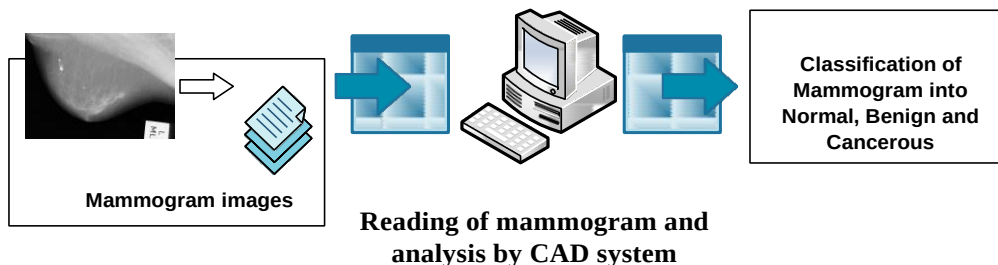 Mammogram images
Reading of mammogram and
analysis by CAD system
Classification of
Mammogram into
Normal, Benign and
Cancerous